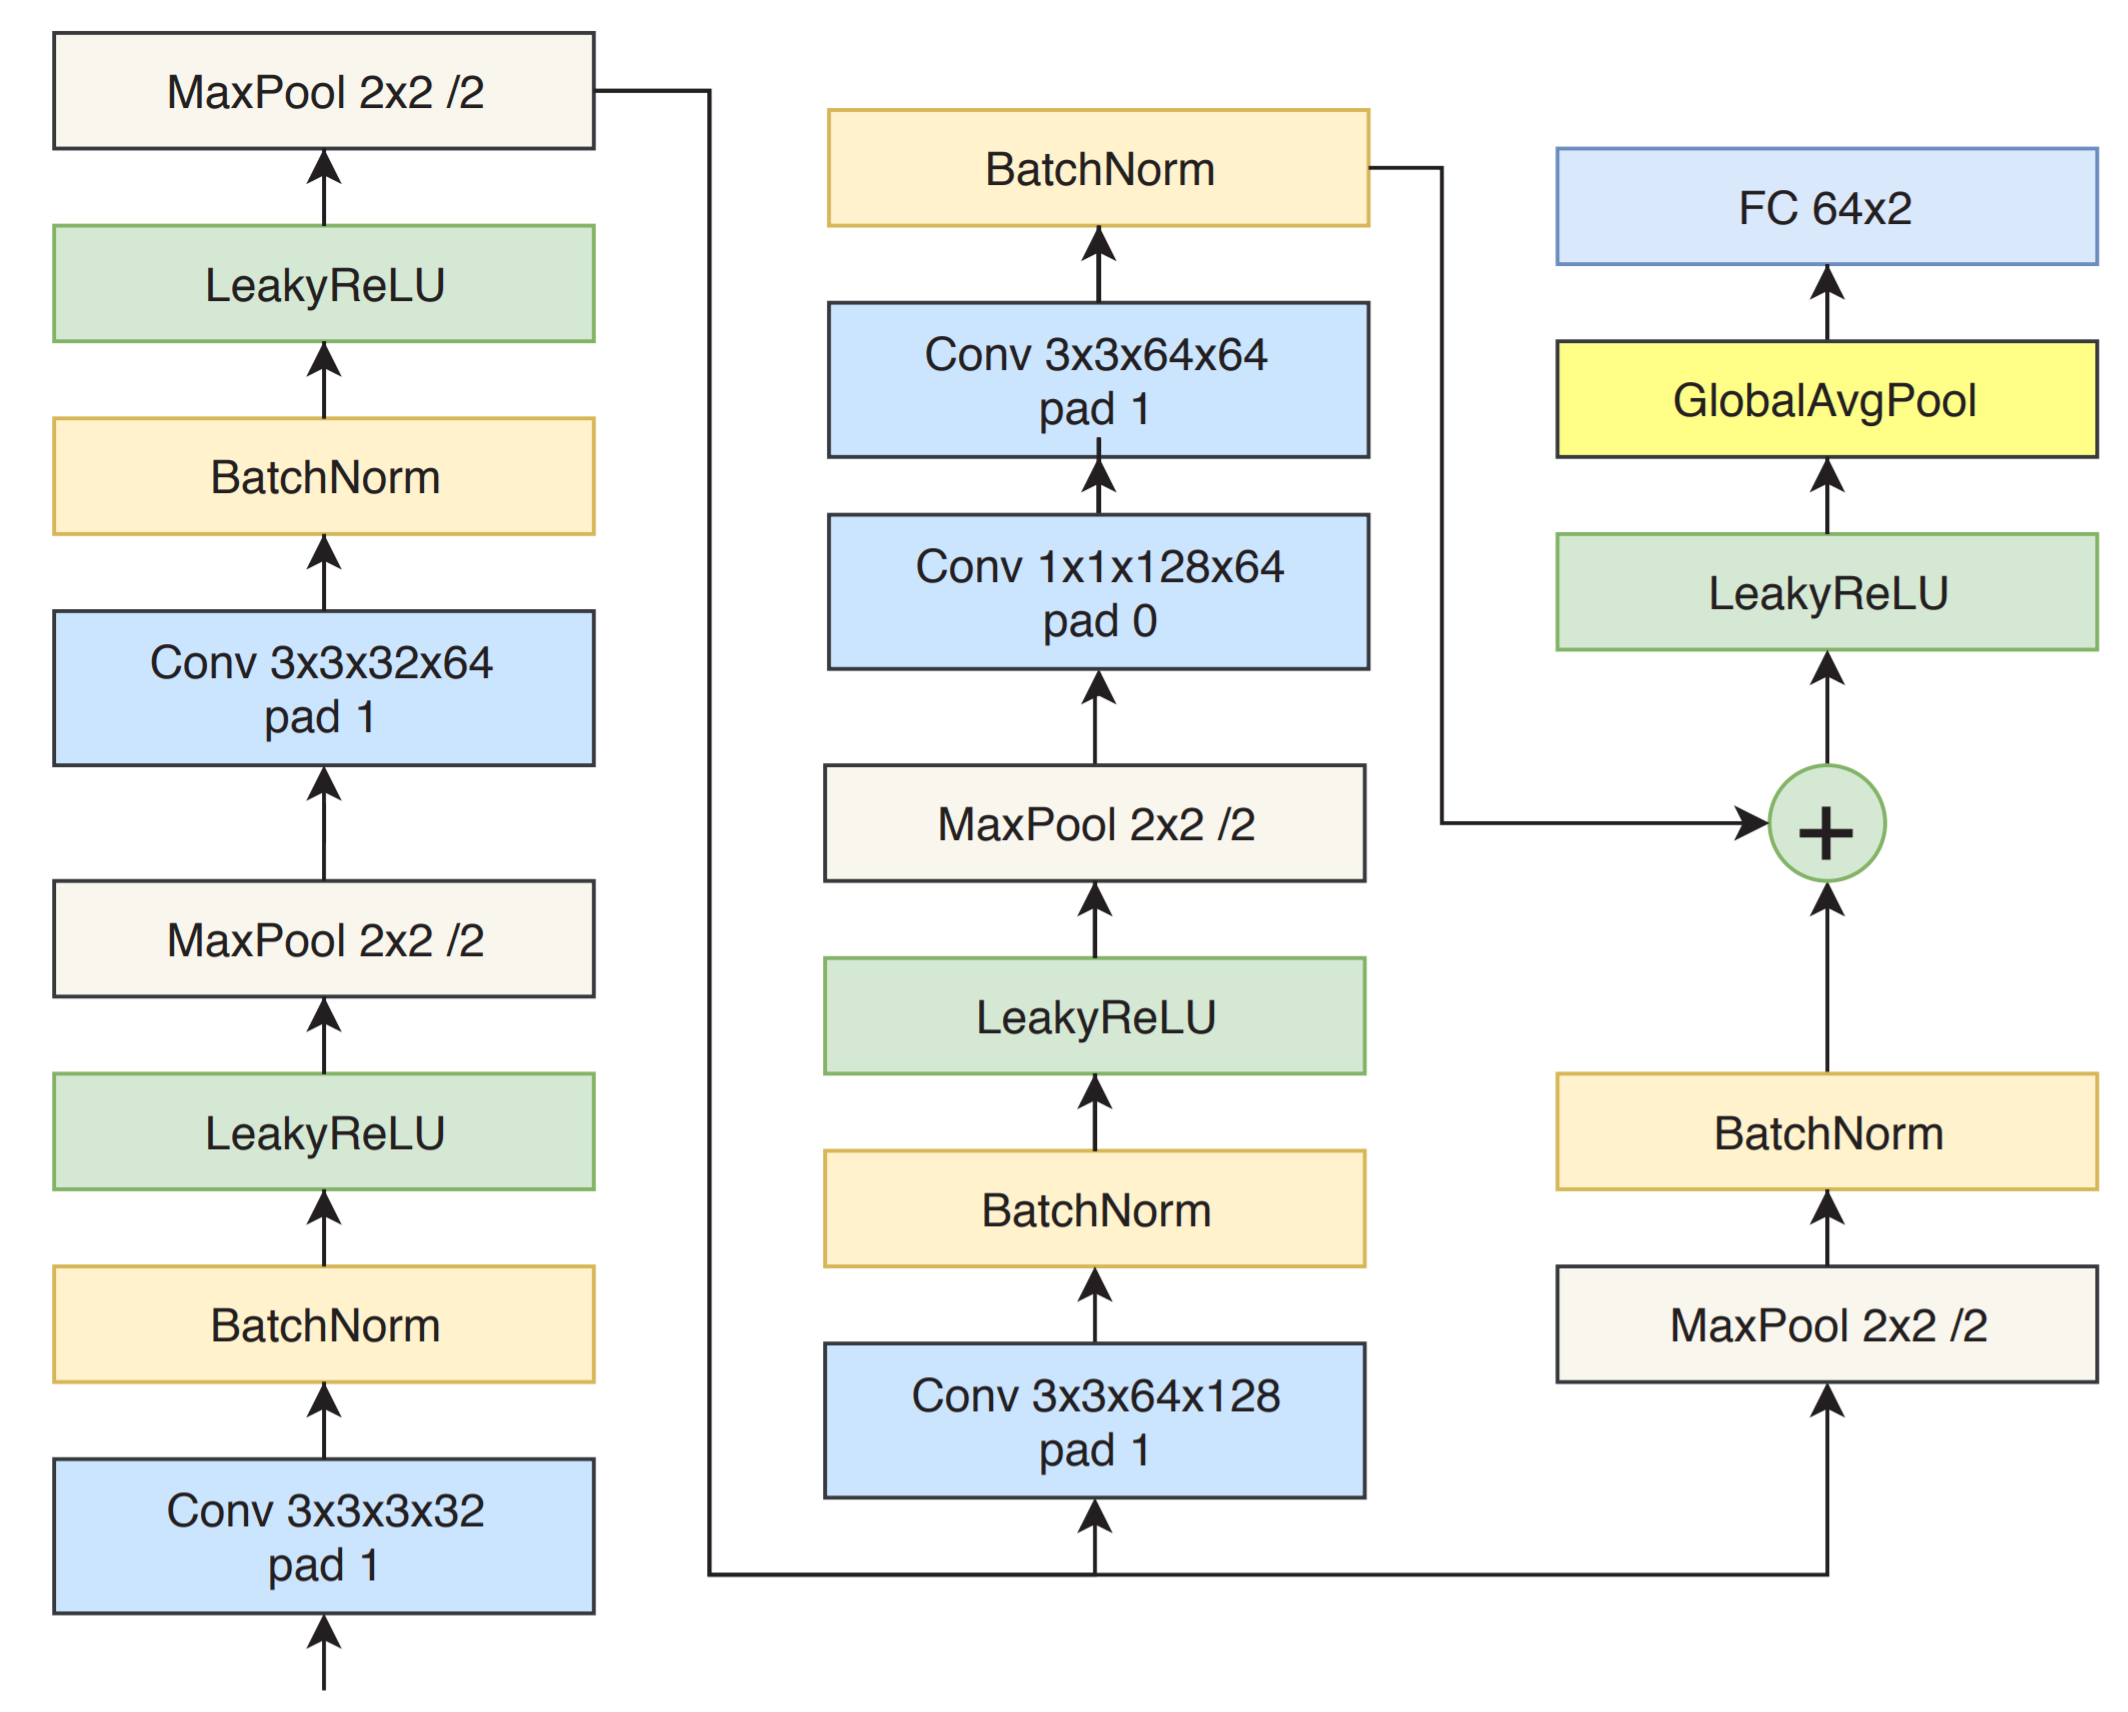 MaxPool 2x2 /2
LeakyReLU
BatchNorm
Conv 3x3x32x64
pad 1
MaxPool 2x2 /2
LeakyReLU
BatchNorm
Conv 3x3x3x32
pad 1
BatchNorm
Conv 3x3x64x64
pad 1
Conv 1x1x128x64
pad 0
MaxPool 2x2 /2
LeakyReLU
BatchNorm
Conv 3x3x64x128
pad 1
FC 64x2
GlobalAvgPool
LeakyReLU
+
BatchNorm
MaxPool 2x2 /2